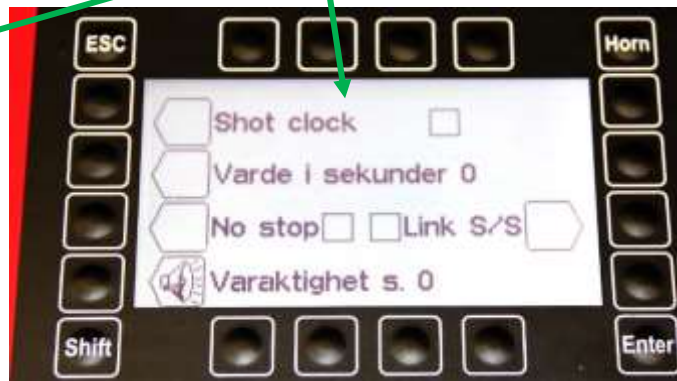 ESC
Horn
Shot clock
Varde i sekunder 0
No stop Link S/S
Varaktighet s. 0
Shift
Enter